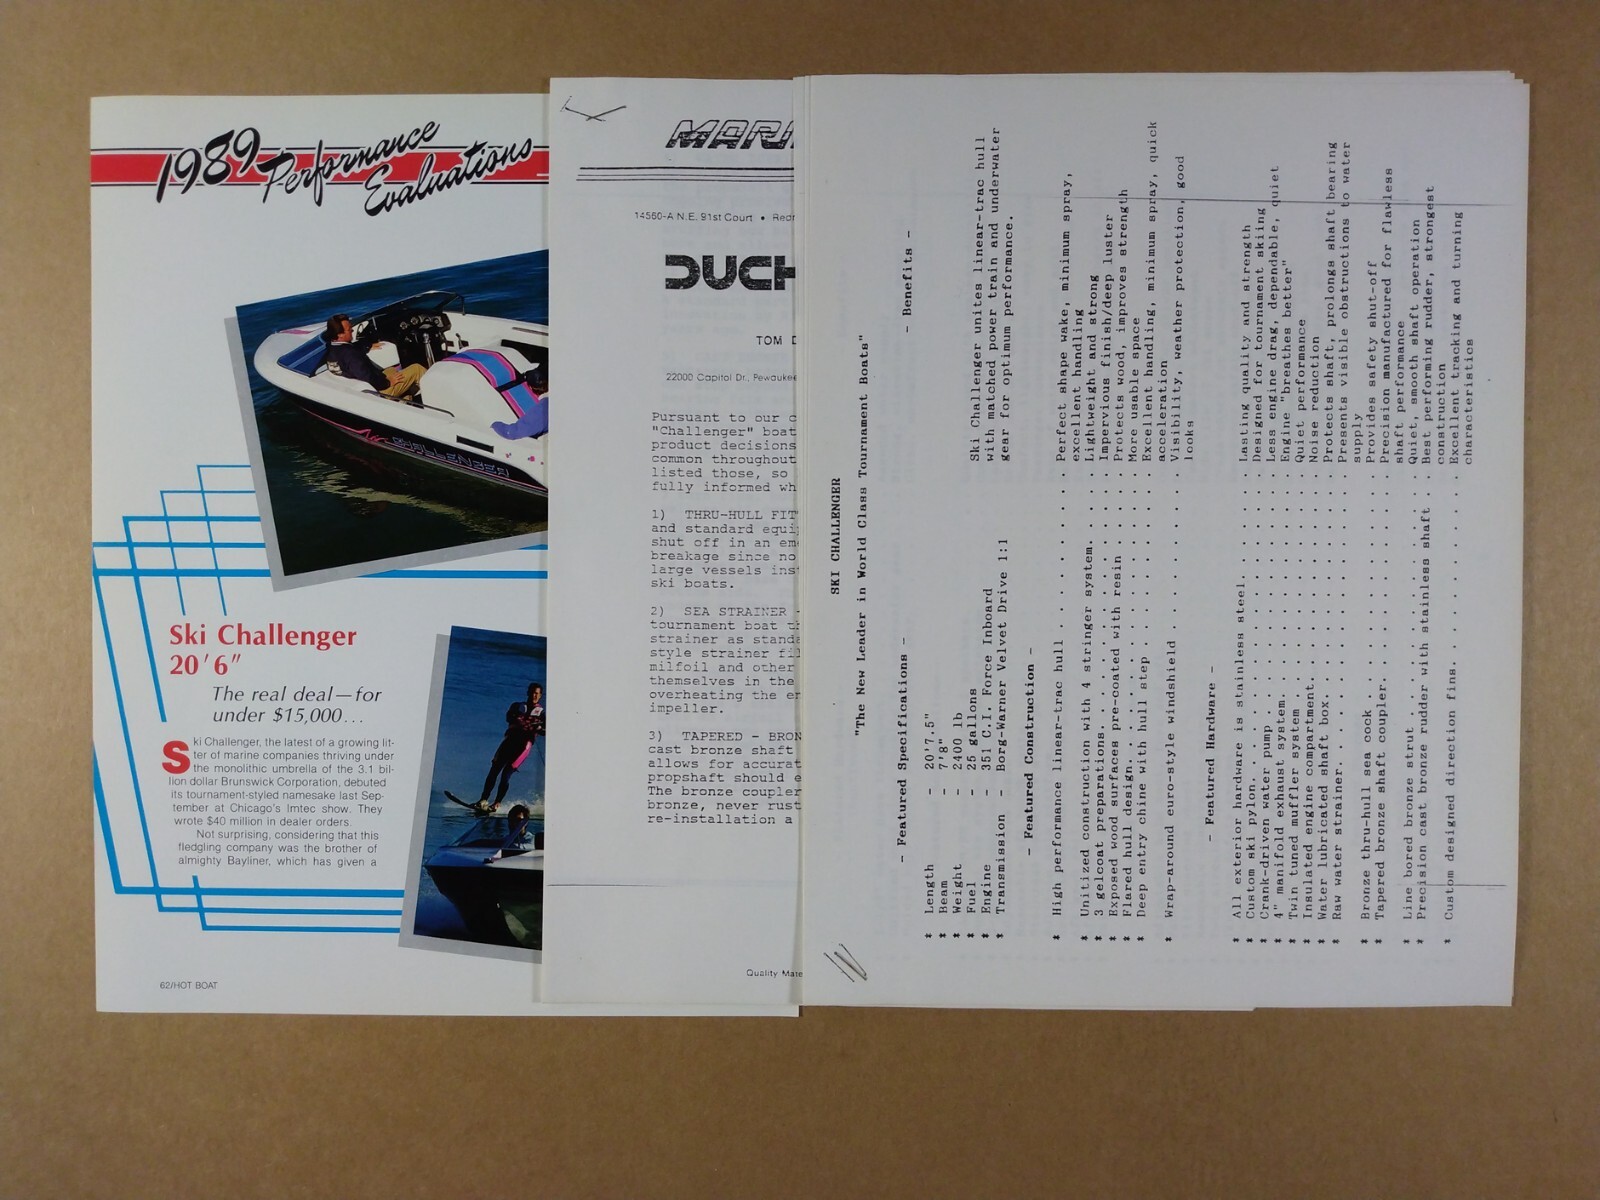 1989 Performance
Evaluations
CHALLENGER
Ski Challenger
20'6"
The real deal—for
under $15,000...
Ski Challenger, the latest of a growing lit-
ter of marine companies thriving under
the monolithic umbrella of the 3.1 bil-
lion dollar Brunswick Corporation, debuted
its tournament-styled namesake last Sep-
tember at Chicago's Imtec show. They
wrote $40 million in dealer orders.
Not surprising, considering that this
fledgling company was the brother of
almighty Bayliner, which has given a
62/HOT BOAT
MARI
14560-A N.E. 91st Court •
DUCH
TOM
22000 Capitol Dr., Pewaukee
Pursuant to our
"Challenger" boat
product decisions
common throughout
listed those, so
fully informed wh
1) THRU-HULL FIT
and standard equi
shut off in an em
breakage since no
large vessels ins
ski boats.
2) SEA STRAINER -
tournament boat
strainer as standa
style strainer
milfoil and other
themselves in the
overheating the
impeller.
3) TAPERED - BRON
cast bronze shaft
allows for accurat
propshaft should
The bronze coupler
bronze, never rust
re-installation a
Quality Mate
SKI CHALLENGER
"The New Leader in World Class Tournament Boats"
- Featured Specifications - - Benefits -
* Length - 20'7.5"
* Beam - 7'8"
* Weight - 2400 lb
* Fuel - 25 gallons Ski Challenger unites linear-trac hull
* Engine - 351 C.I. Force Inboard with matched power train and underwater
* Transmission - Borg-Warner Velvet Drive 1:1 gear for optimum performance.
- Featured Construction -
* High performance linear-trac hull . . . . . . Perfect shape wake, minimum spray,
excellent handling
* Unitized construction with 4 stringer system. . . . Lightweight and strong
* 3 gelcoat preparations. . . . . . . . . . Impervious finish/deep luster
* Exposed wood surfaces pre-coated with resin . . . . Protects wood, improves strength
* Flared hull design. . . . . . . . . . . More usable space
* Deep entry chine with hull step . . . . . . . Excellent handling, minimum spray, quick
acceleration
* Wrap-around euro-style windshield . . . . . . Visibility, weather protection, good
looks
- Featured Hardware -
* All exterior hardware is stainless steel. . . . . Lasting quality and strength
* Custom ski pylon. . . . . . . . . . . Designed for tournament skiing
* Crank-driven water pump . . . . . . . . . Less engine drag, dependable, quiet
* 4" manifold exhaust system. . . . . . . . Engine "breathes better"
* Twin tuned muffler system . . . . . . . . Quiet performance
* Insulated engine compartment. . . . . . . . Noise reduction
* Water lubricated shaft box. . . . . . . . Protects shaft, prolongs shaft bearing
* Raw water strainer. . . . . . . . . . Presents visible obstructions to water
supply
* Bronze thru-hull sea cock . . . . . . . . Provides safety shut-off
* Tapered bronze shaft coupler. . . . . . . . Precision manufactured for flawless
shaft performance
* Line bored bronze strut . . . . . . . . . Quiet, smooth shaft operation
* Precision cast bronze rudder with stainless shaft . . Best performing rudder, strongest
construction
* Custom designed direction fins. . . . . . . Excellent tracking and turning
characteristics